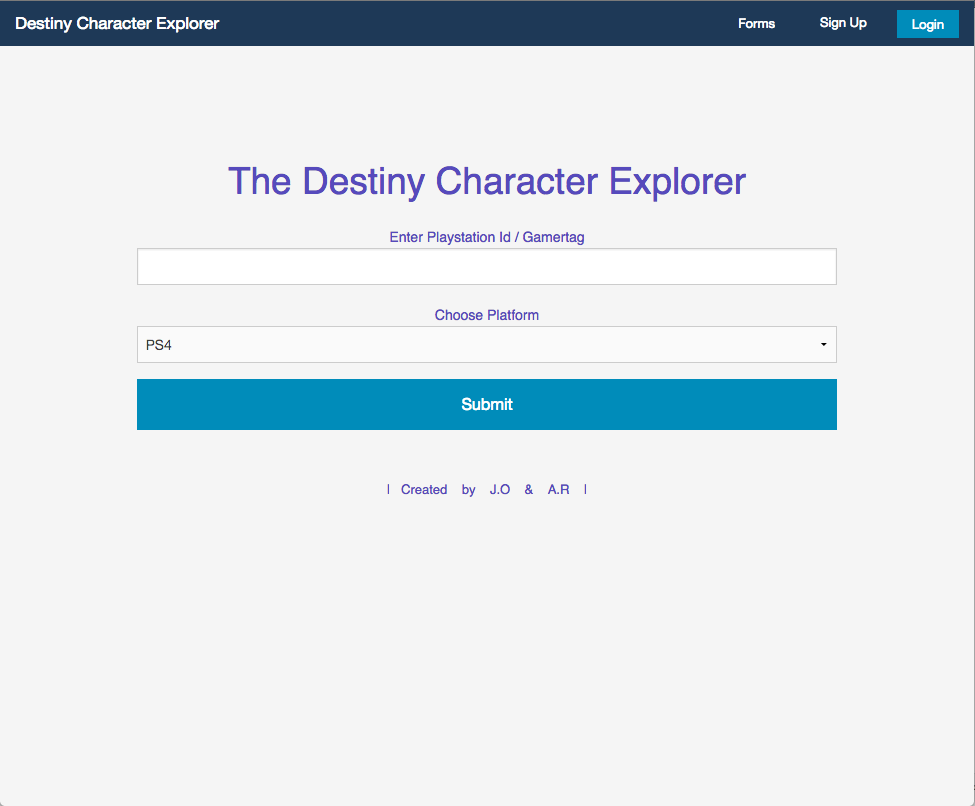 Destiny Character Explorer Forms Sign Up Login
The Destiny Character Explorer
Enter Playstation Id / Gamertag
Choose Platform
PS4
Submit
| Created by J.O & A.R |